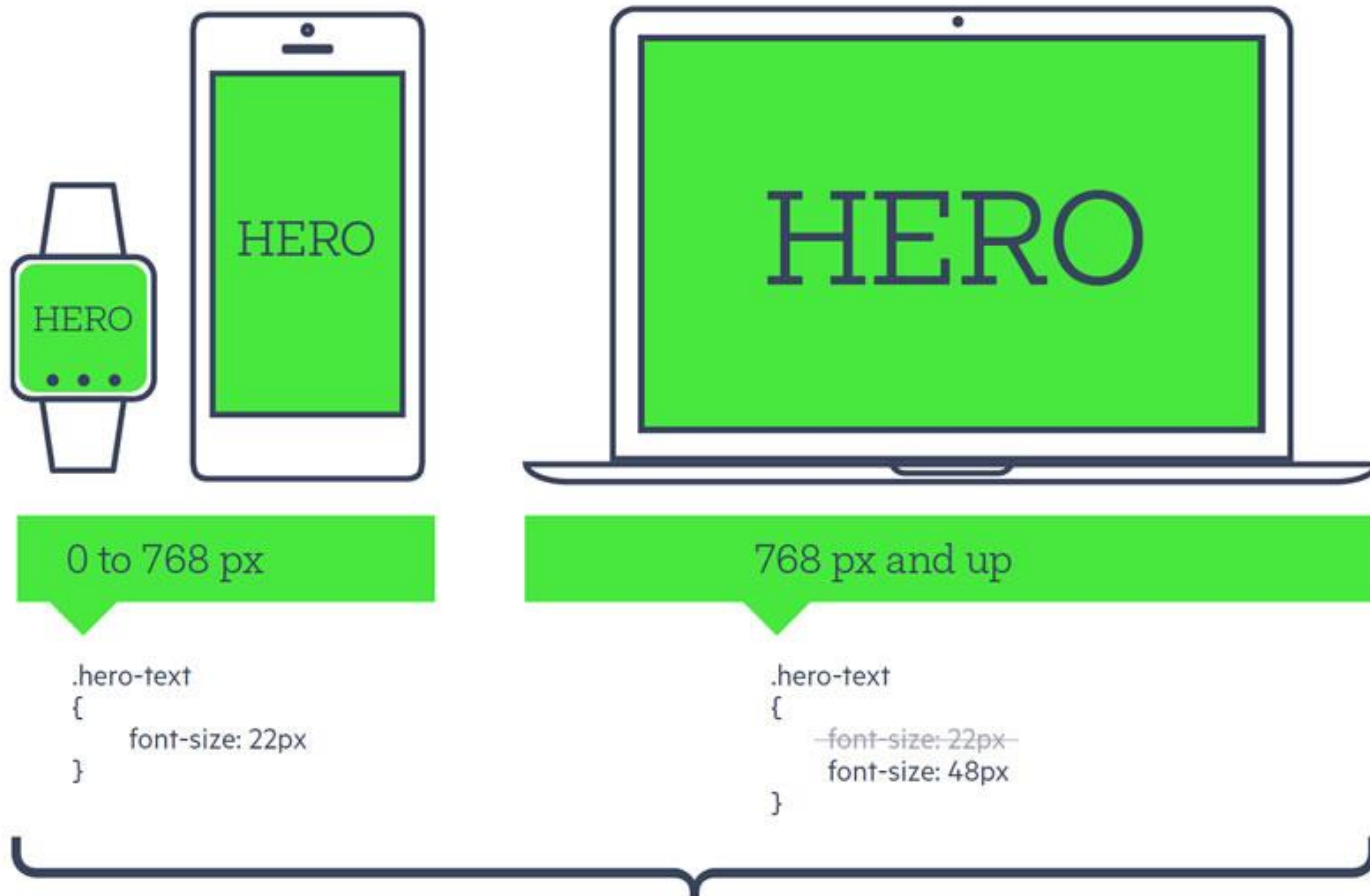 HERO
HERO
HERO
0 to 768 px
.hero-text
{
font-size: 22px
}
768 px and up
.hero-text
{
font-size: 22px
font-size: 48px
}